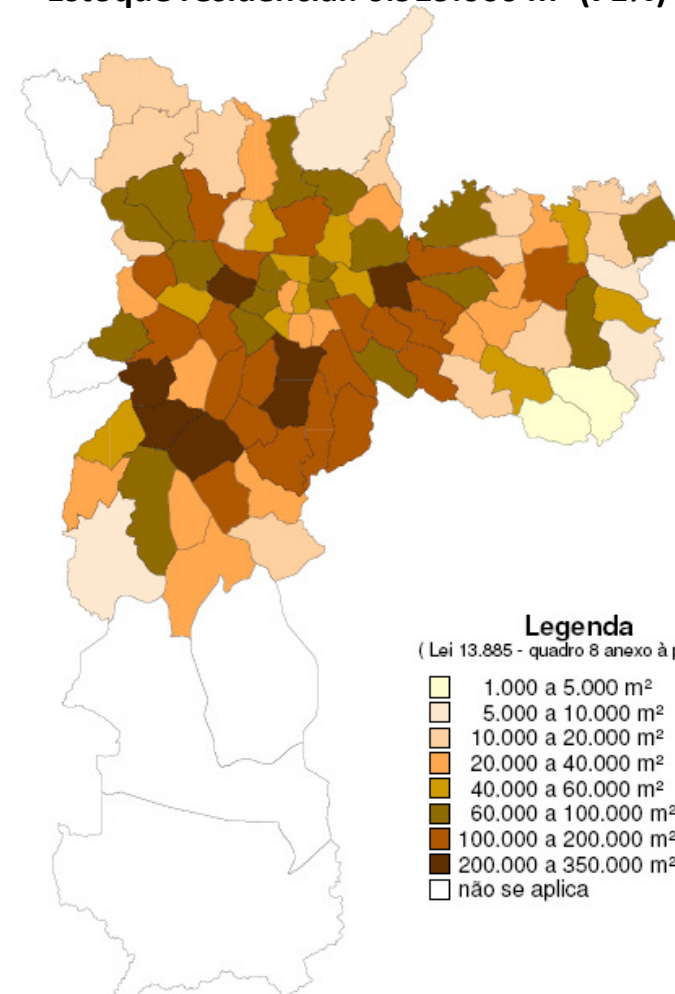 Legenda
( Lei 13.885 - quadro 8 anexo à
1.000 a 5.000 m²
5.000 a 10.000 m²
10.000 a 20.000 m²
20.000 a 40.000 m²
40.000 a 60.000 m²
60.000 a 100.000 m²
100.000 a 200.000 m²
200.000 a 350.000 m²
não se aplica